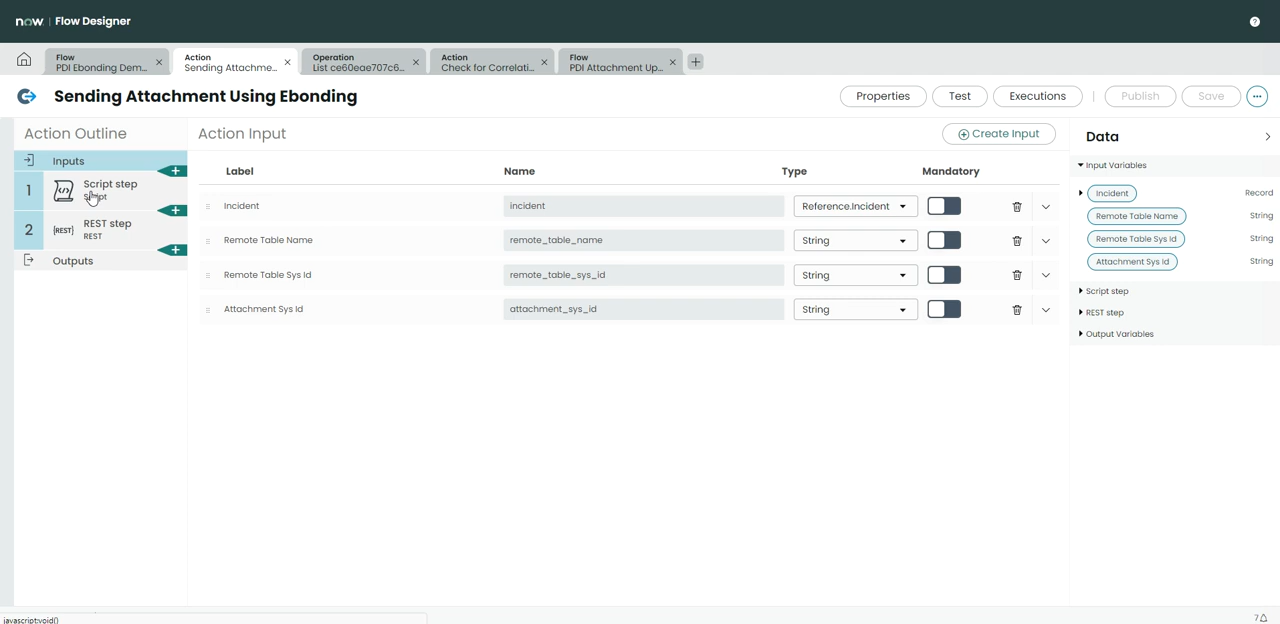 now. | Flow Designer
?
Flow
PDI Ebonding Dem...
Action
Sending Attachme...
Operation
List ce60eae707c6...
Action
Check for Correlati...
Flow
PDI Attachment Up...
Sending Attachment Using Ebonding
Properties
Test
Executions
Publish
Save
Action Outline
Inputs
1
Script step
Script
2
[REST]
REST step
REST
Outputs
Action Input
Create Input
Label Name Type Mandatory
Incident incident Reference.Incident
Remote Table Name remote_table_name String
Remote Table Sys Id remote_table_sys_id String
Attachment Sys Id attachment_sys_id String
Data
Input Variables
Incident Record
Remote Table Name String
Remote Table Sys Id String
Attachment Sys Id String
Script step
REST step
Output Variables
javascript:void()
7